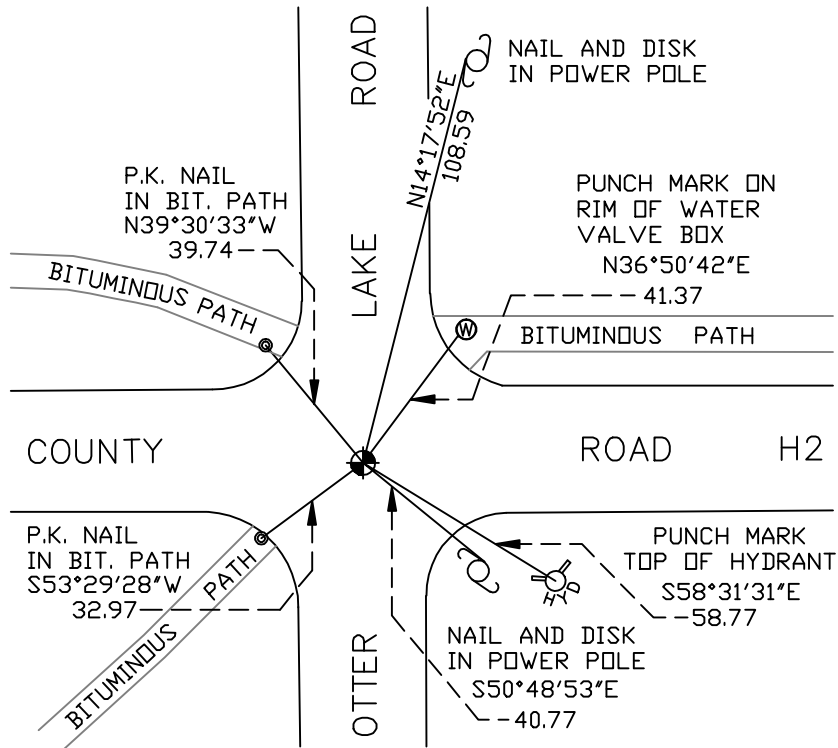 ROAD
NAIL AND DISK
IN POWER POLE
N14°17'52"E
108.59
P.K. NAIL
IN BIT. PATH
N39°30'33"W
39.74
PUNCH MARK ON
RIM OF WATER
VALVE BOX
N36°50'42"E
41.37
LAKE
BITUMINOUS PATH
W
BITUMINOUS PATH
COUNTY
ROAD H2
P.K. NAIL
IN BIT. PATH
S53°29'28"W
32.97
PUNCH MARK
TOP OF HYDRANT
S58°31'31"E
58.77
HYD
BITUMINOUS PATH
OTTER
NAIL AND DISK
IN POWER POLE
S50°48'53"E
40.77